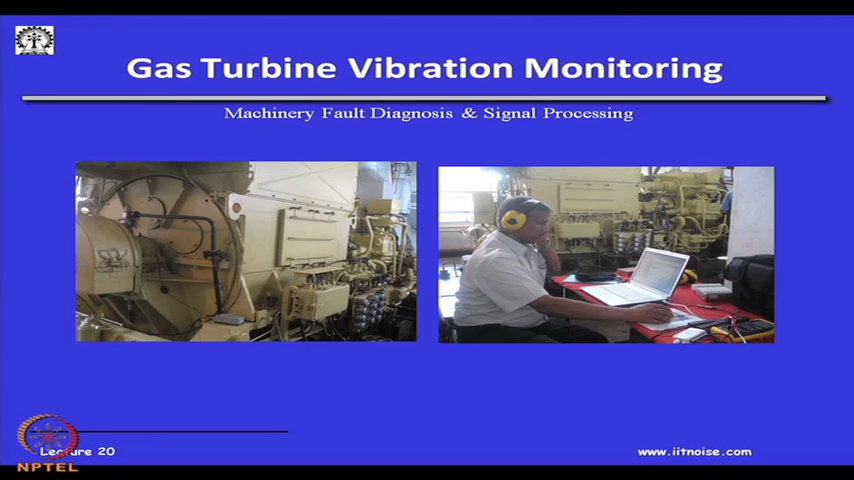 Gas Turbine Vibration Monitoring
Machinery Fault Diagnosis & Signal Processing
Lecture 20
www.iitnoise.com
NPTEL